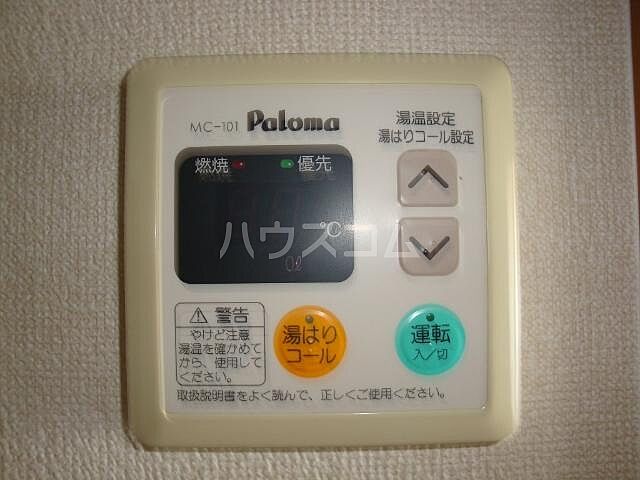 MC-101 Paloma
湯温設定
湯はりコール設定
燃焼 優先
℃
ハウスコム
0ℓ
警告
やけど注意
湯温を確かめて
から、使用して
ください。
湯はり
コール
運転
入/切
取扱説明書をよく読んで、正しくご使用ください。